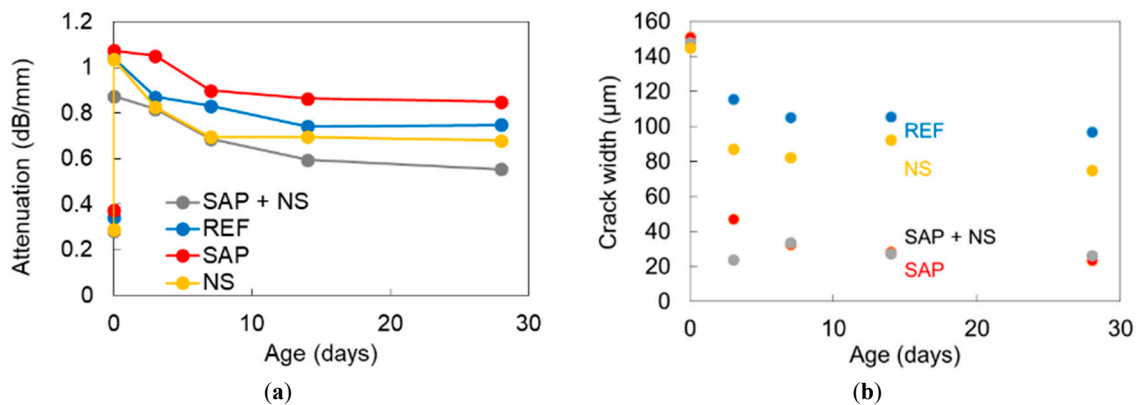 Attenuation (dB/mm)
1.2
1
0.8
0.6
0.4
0.2
0
SAP + NS
REF
SAP
NS
0
10
20
30
Age (days)
(a)
Crack width (μm)
160
140
120
100
80
60
40
20
0
REF
NS
SAP + NS
SAP
0
10
20
30
Age (days)
(b)